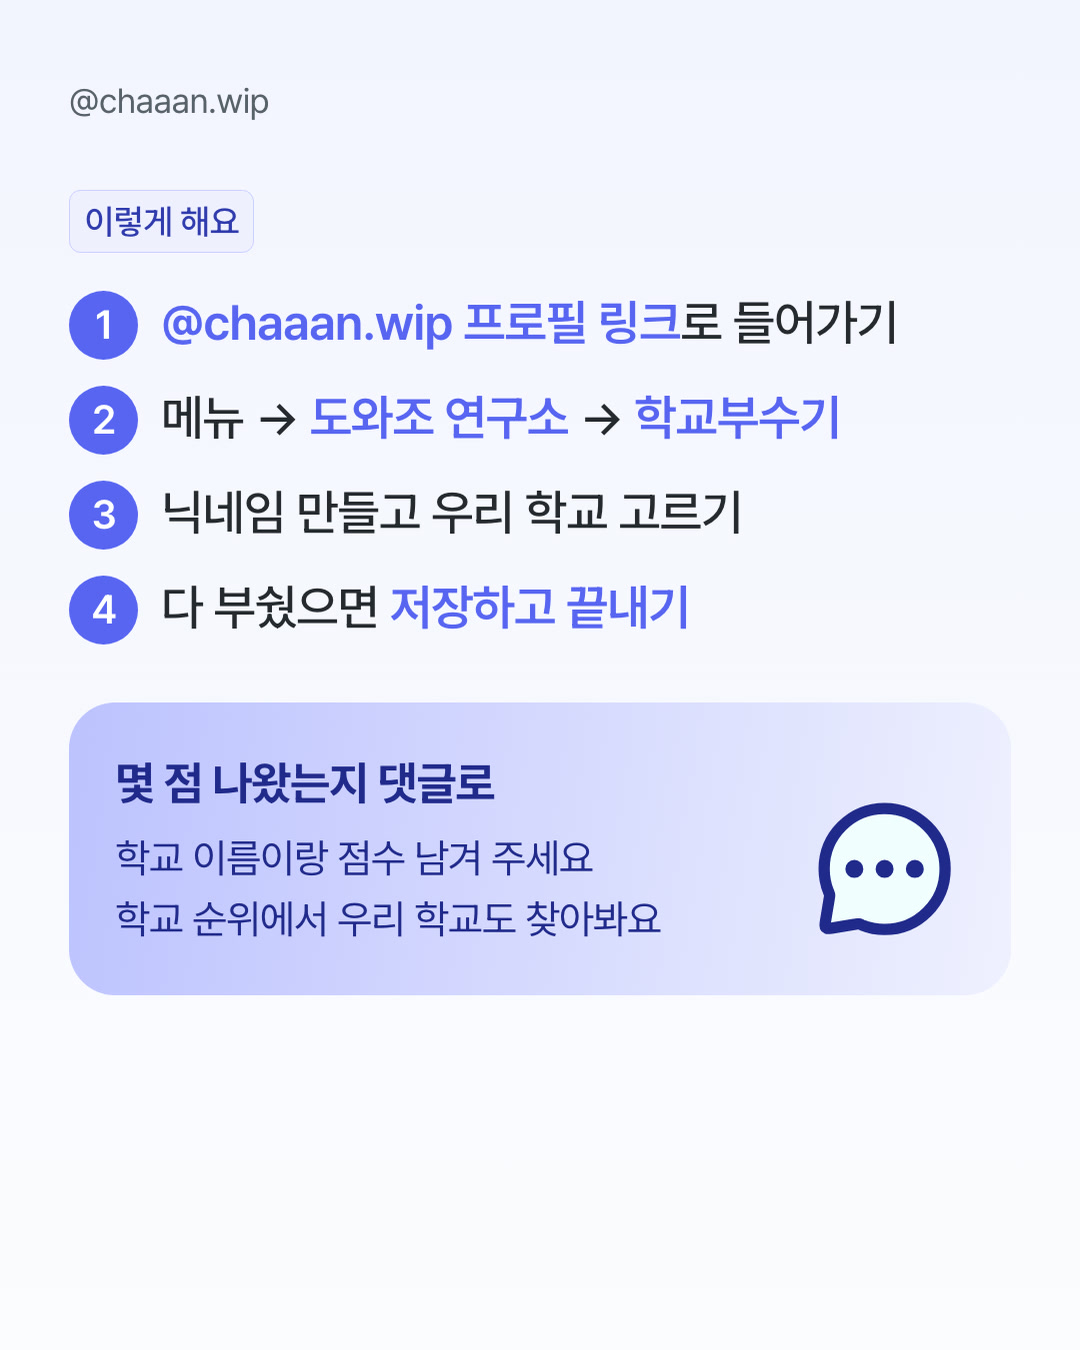 @chaaan.wip
이렇게 해요
1 @chaaan.wip 프로필 링크로 들어가기
2 메뉴 → 도와조 연구소 → 학교부수기
3 닉네임 만들고 우리 학교 고르기
4 다 부쉈으면 저장하고 끝내기
몇 점 나왔는지 댓글로
학교 이름이랑 점수 남겨 주세요
학교 순위에서 우리 학교도 찾아봐요